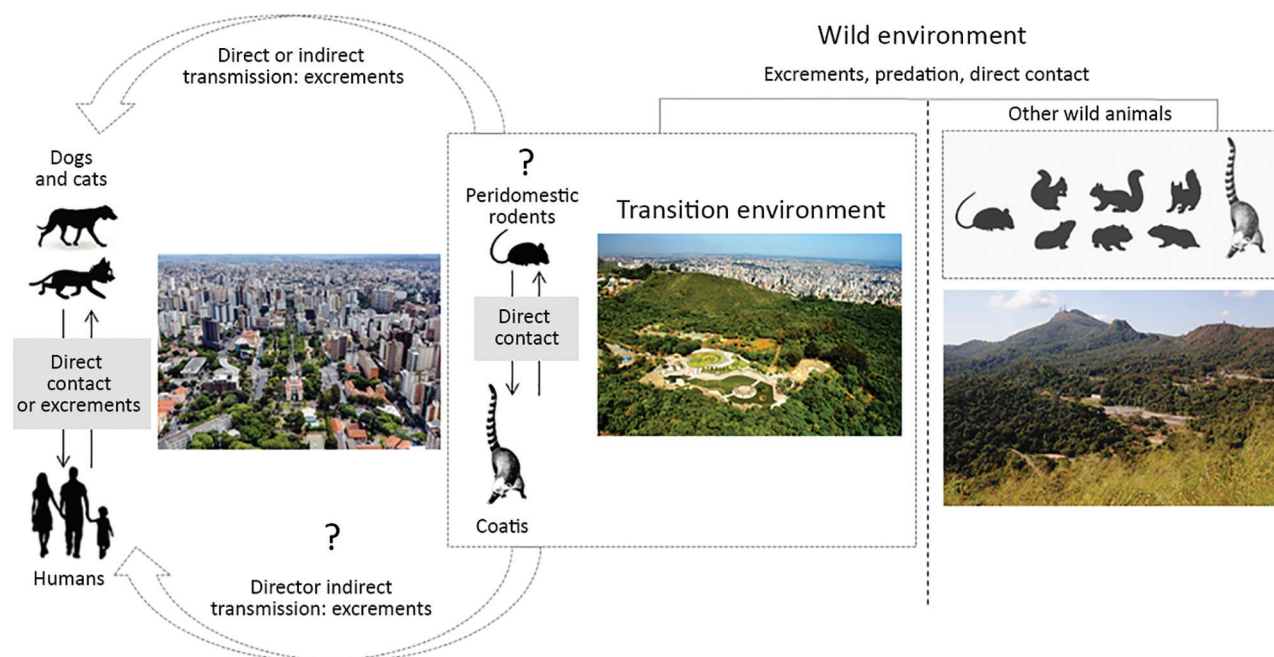 Direct or indirect
transmission: excrements
Wild environment
Excrements, predation, direct contact
Other wild animals
Dogs
and cats
?
Peridomestic
rodents
Transition environment
Direct
contact
Direct
contact
or excrements
Coatis
?
Humans
Director indirect
transmission: excrements